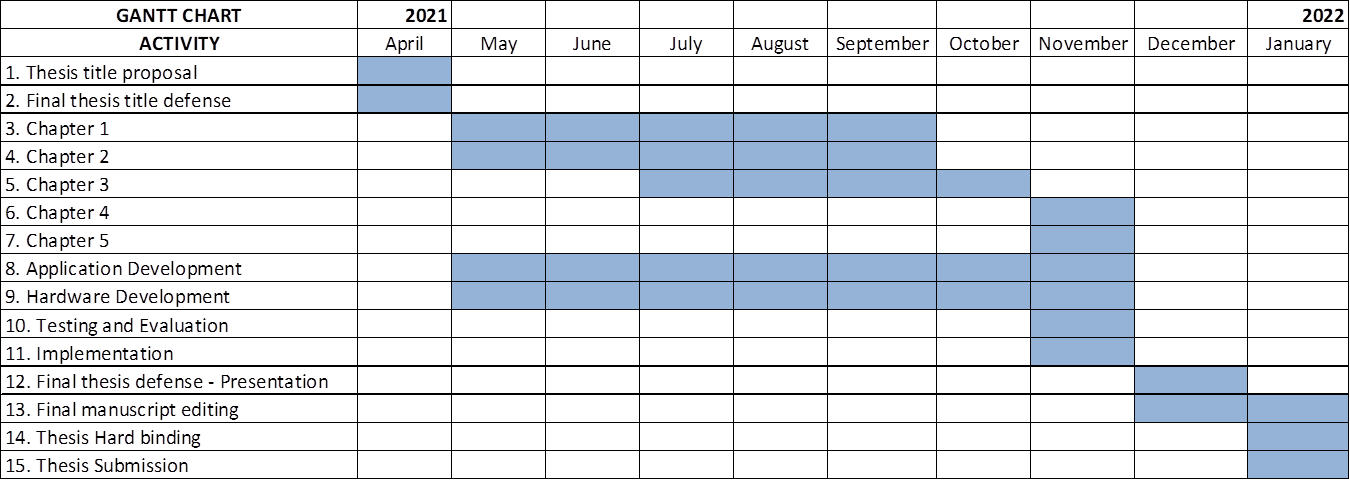 GANTT CHART 2021 2022
ACTIVITY April May June July August September October November December January
1. Thesis title proposal
2. Final thesis title defense
3. Chapter 1
4. Chapter 2
5. Chapter 3
6. Chapter 4
7. Chapter 5
8. Application Development
9. Hardware Development
10. Testing and Evaluation
11. Implementation
12. Final thesis defense - Presentation
13. Final manuscript editing
14. Thesis Hard binding
15. Thesis Submission